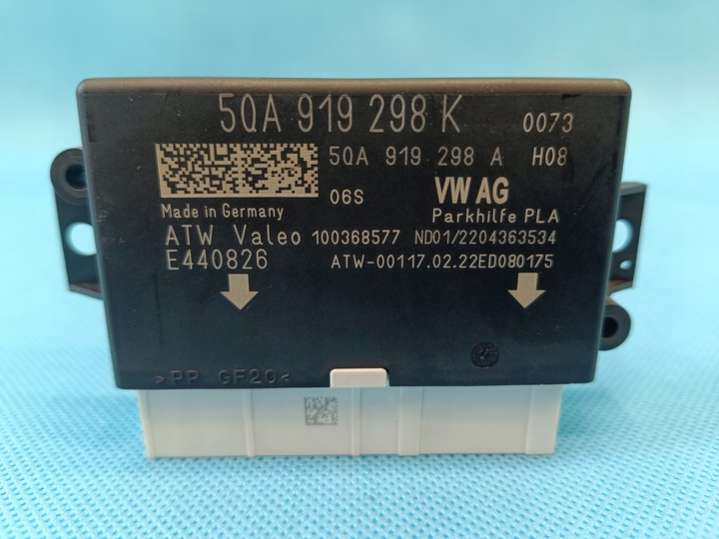 5QA 919 298 K 0073
5QA 919 298 A H08
06S VW AG
Made in Germany Parkhilfe PLA
ATW Valeo 100368577 ND01/2204363534
E440826 ATW-00117.02.22ED080175
>PP GF20<